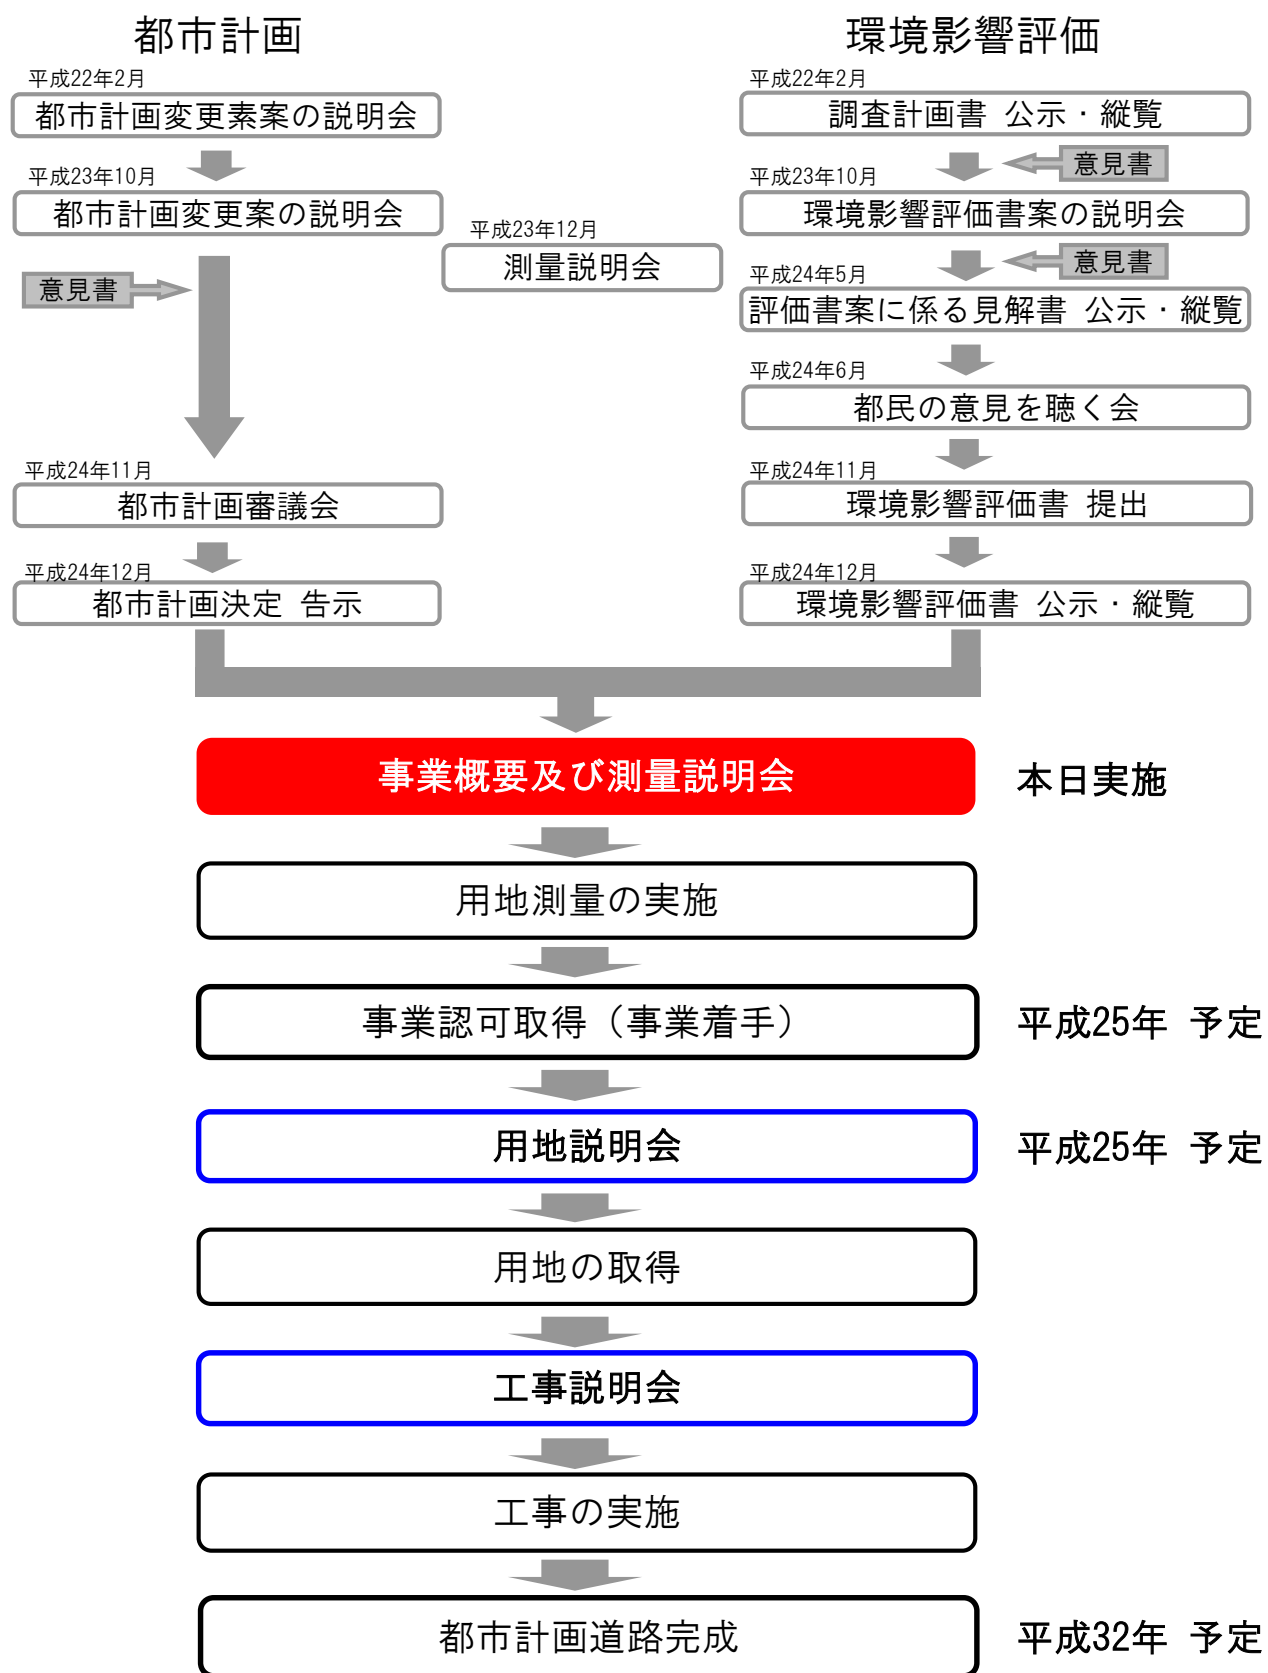 都市計画
平成22年2月
都市計画変更素案の説明会
平成23年10月
都市計画変更案の説明会
意見書
平成24年11月
都市計画審議会
平成24年12月
都市計画決定 告示
平成23年12月
測量説明会
環境影響評価
平成22年2月
調査計画書 公示・縦覧
意見書
平成23年10月
環境影響評価書案の説明会
意見書
平成24年5月
評価書案に係る見解書 公示・縦覧
平成24年6月
都民の意見を聴く会
平成24年11月
環境影響評価書 提出
平成24年12月
環境影響評価書 公示・縦覧
事業概要及び測量説明会
本日実施
用地測量の実施
事業認可取得（事業着手）
平成25年 予定
用地説明会
平成25年 予定
用地の取得
工事説明会
工事の実施
都市計画道路完成
平成32年 予定